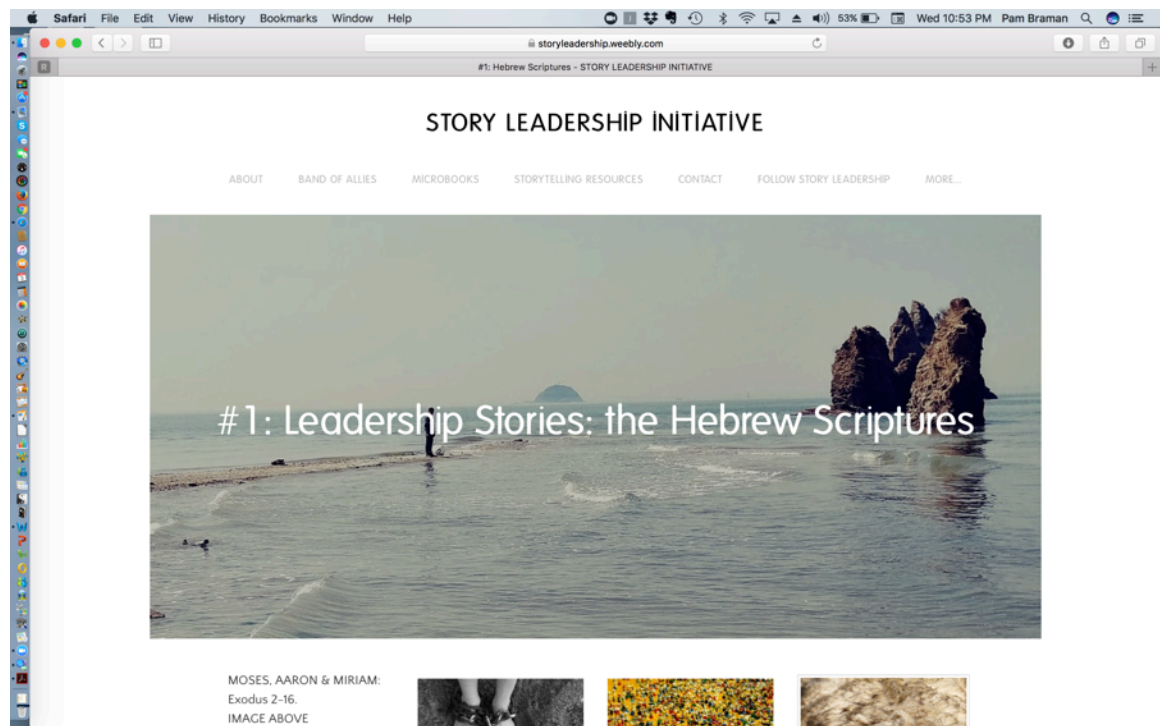 Safari File Edit View History Bookmarks Window Help 53% Wed 10:53 PM Pam Braman
storyleadership.weebly.com
R #1: Hebrew Scriptures - STORY LEADERSHIP INITIATIVE
STORY LEADERSHIP INITIATIVE
ABOUT BAND OF ALLIES MICROBOOKS STORYTELLING RESOURCES CONTACT FOLLOW STORY LEADERSHIP MORE...
#1: Leadership Stories: the Hebrew Scriptures
MOSES, AARON & MIRIAM:
Exodus 2-16.
IMAGE ABOVE